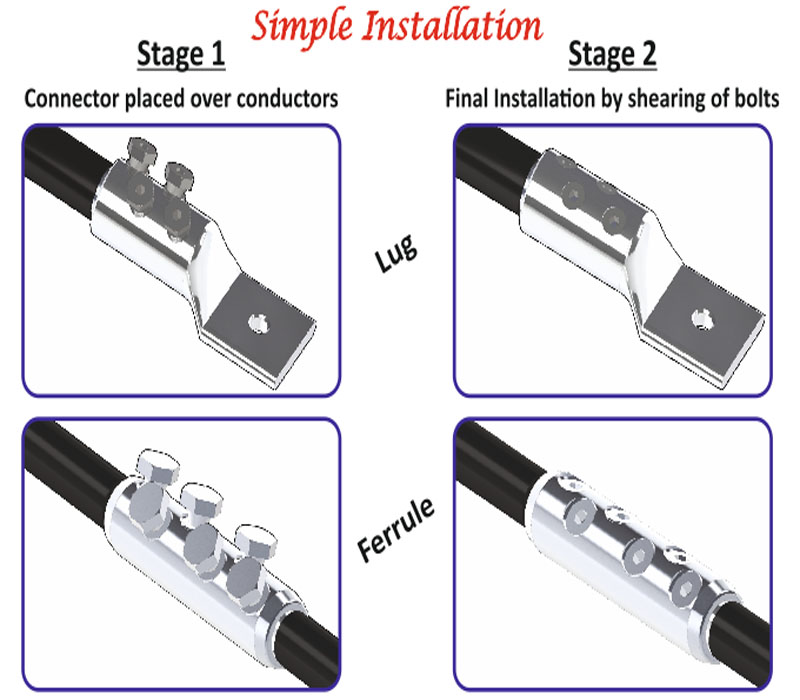 Simple Installation
Stage 1
Connector placed over conductors
Stage 2
Final Installation by shearing of bolts
Lug
Ferrule